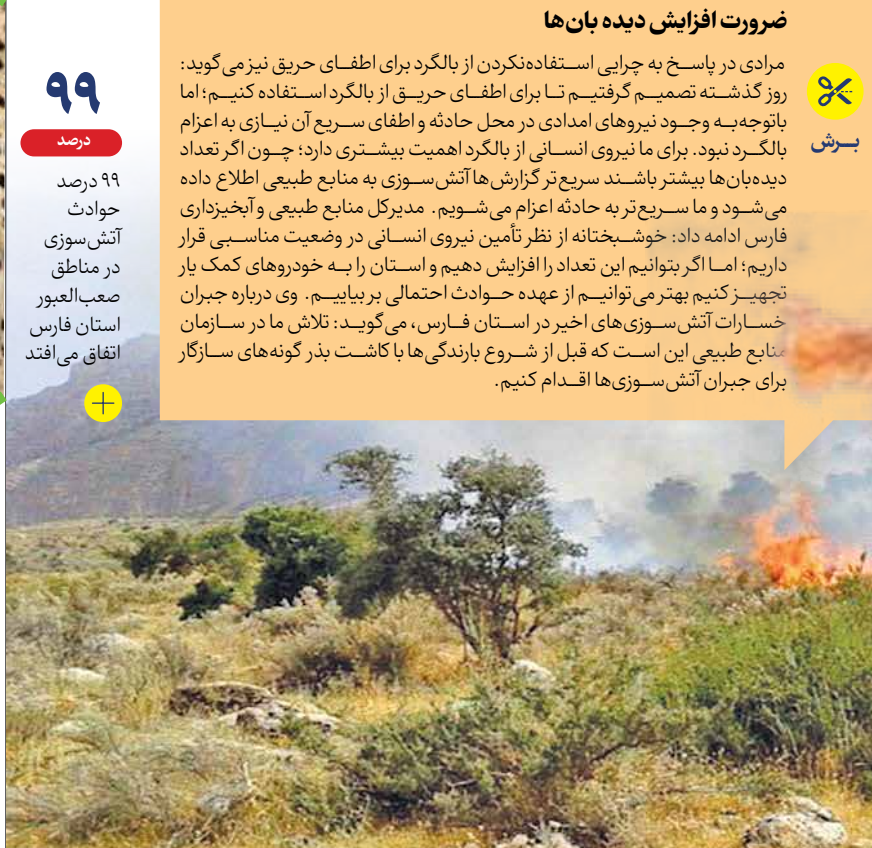 ضرورت افزایش دیده بان‌ها
مرادی در پاسخ به چرایی استفاده‌نکردن از بالگرد برای اطفای حریق نیز می‌گوید:
روز گذشته تصمیم گرفتیم تا برای اطفای حریق از بالگرد استفاده کنیم؛ اما
باتوجه‌به وجود نیروهای امدادی در محل حادثه و اطفای سریع آن نیازی به اعزام
بالگرد نبود. برای ما نیروی انسانی از بالگرد اهمیت بیشتری دارد؛ چون اگر تعداد
دیده‌بان‌ها بیشتر باشند سریع‌تر گزارش‌ها آتش‌سوزی به منابع طبیعی اطلاع داده
می‌شود و ما سریع‌تر به حادثه اعزام می‌شویم. مدیرکل منابع طبیعی و آبخیزداری
فارس ادامه داد: خوشبختانه از نظر تأمین نیروی انسانی در وضعیت مناسبی قرار
داریم؛ اما اگر بتوانیم این تعداد را افزایش دهیم و استان را به خودروهای کمک یار
تجهیز کنیم بهتر می‌توانیم از عهده حوادث احتمالی بربیاییم. وی درباره جبران
خسارات آتش‌سوزی‌های اخیر در استان فارس، می‌گوید: تلاش ما در سازمان
منابع طبیعی این است که قبل از شروع بارندگی‌ها با کاشت بذر گونه‌های سازگار
برای جبران آتش‌سوزی‌ها اقدام کنیم.
برش
۹۹
درصد
۹۹ درصد
حوادث
آتش‌سوزی
در مناطق
صعب‌العبور
استان فارس
اتفاق می‌افتد